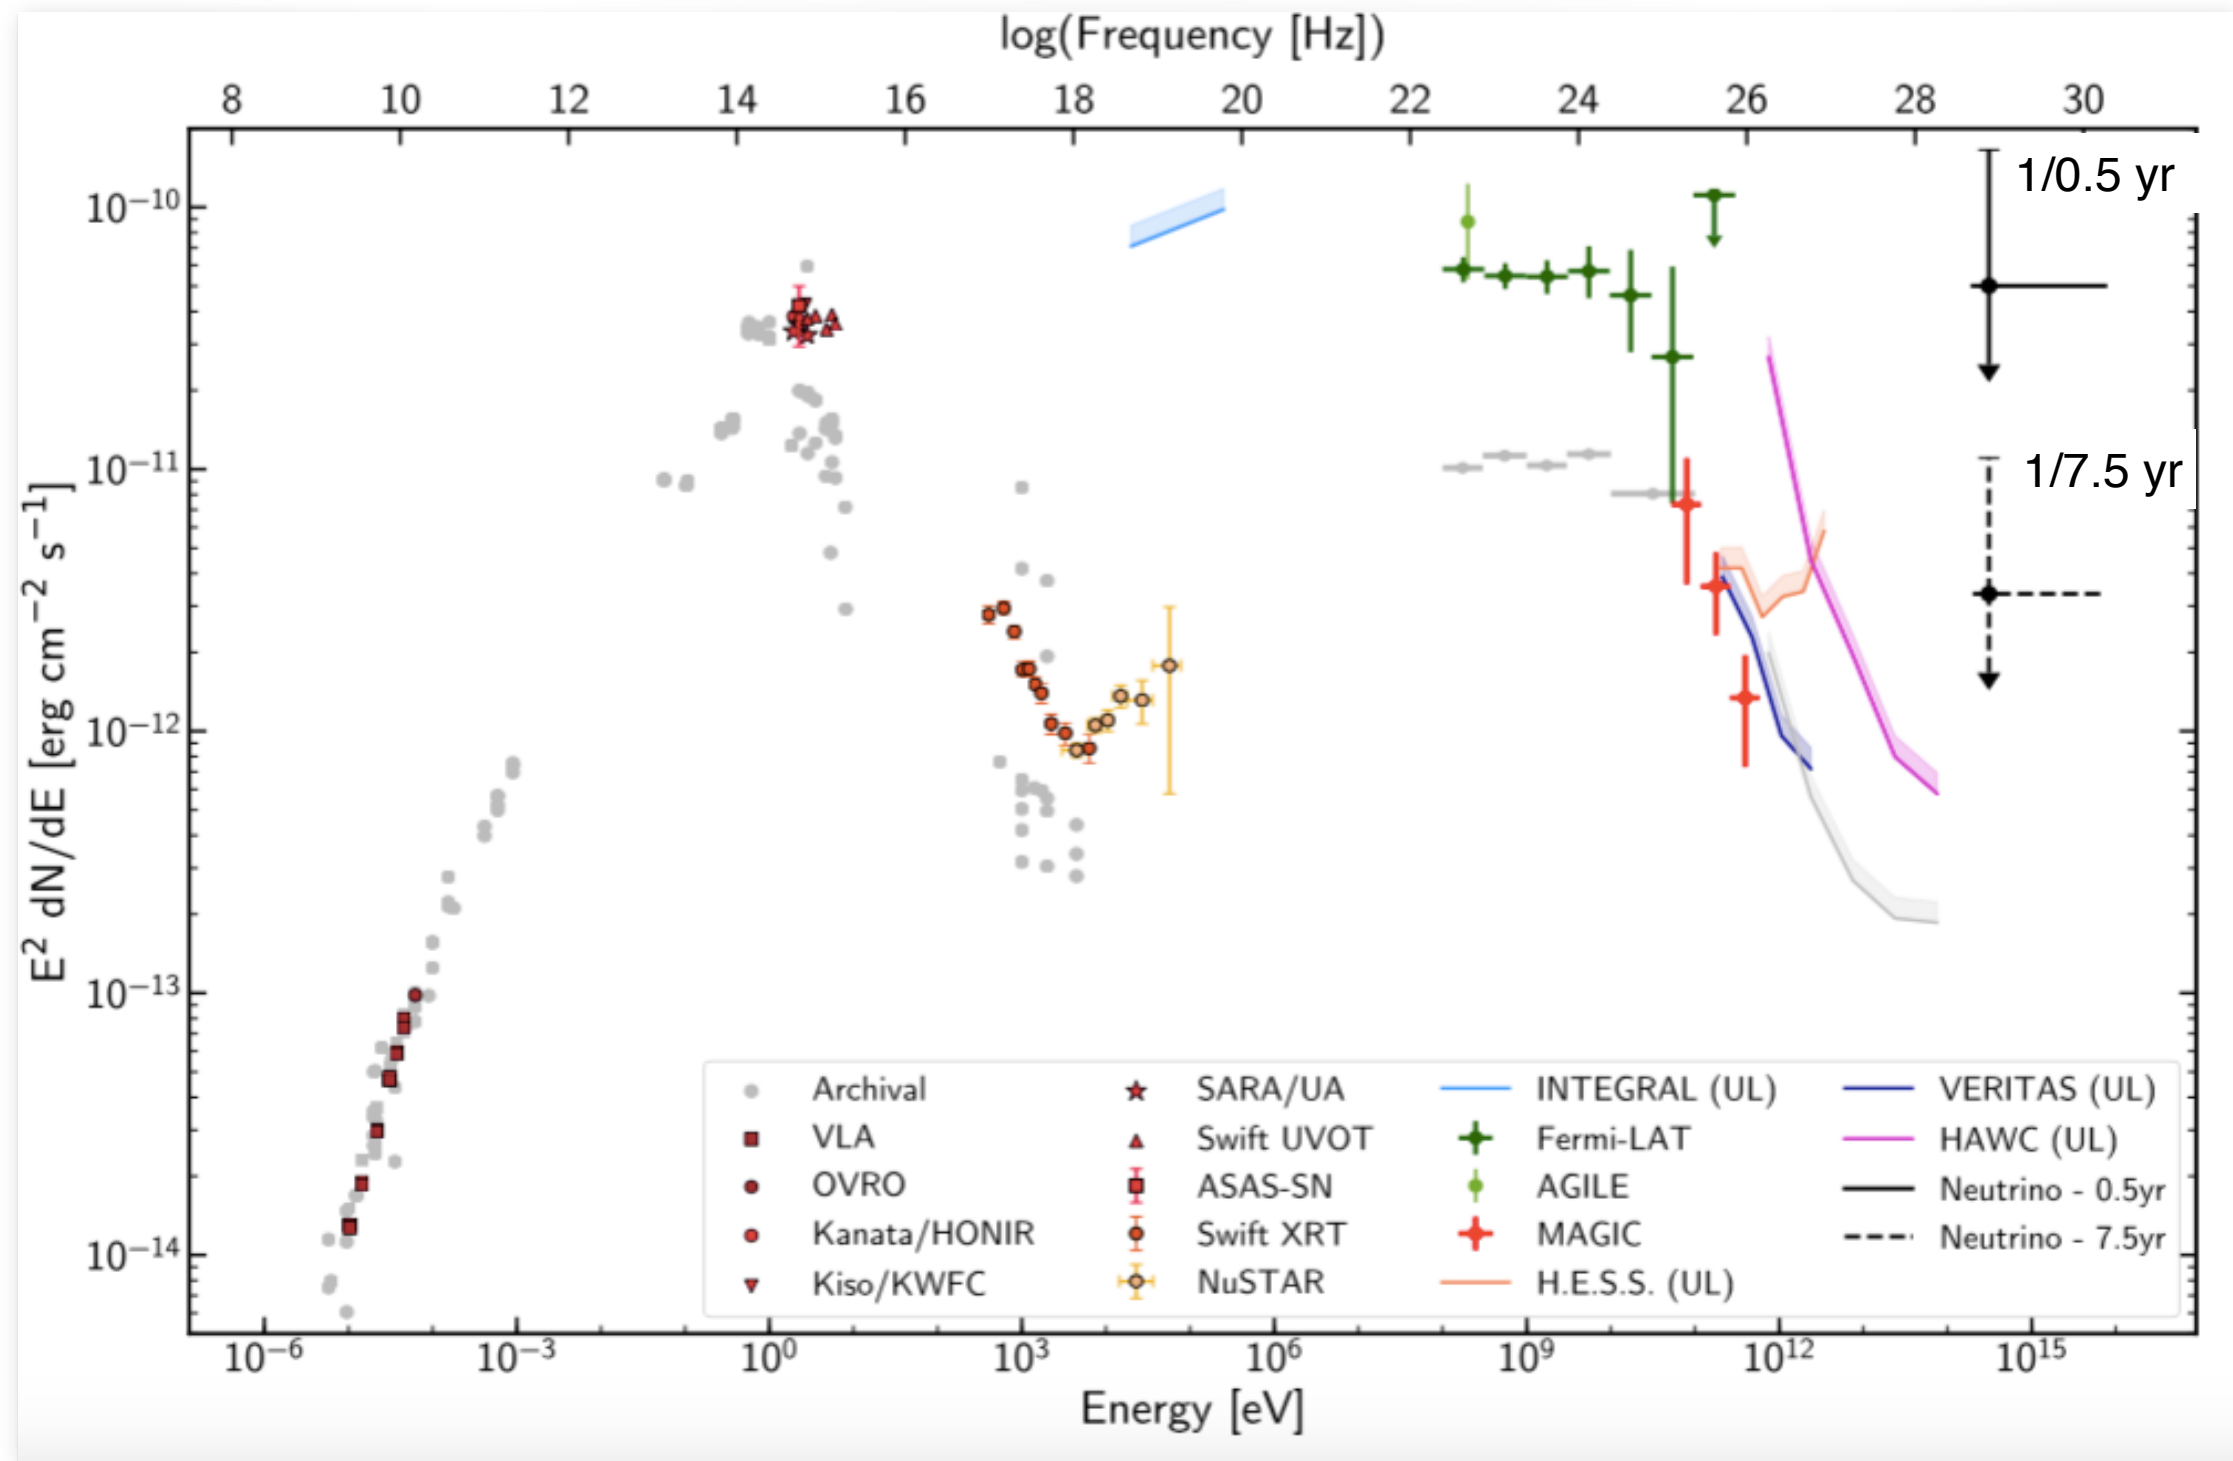 log(Frequency [Hz])
8 10 12 14 16 18 20 22 24 26 28 30
1/0.5 yr
1/7.5 yr
E² dN/dE [erg cm⁻² s⁻¹]
10⁻¹⁰
10⁻¹¹
10⁻¹²
10⁻¹³
10⁻¹⁴
Archival
VLA
OVRO
Kanata/HONIR
Kiso/KWFC
SARA/UA
Swift UVOT
ASAS-SN
Swift XRT
NuSTAR
INTEGRAL (UL)
Fermi-LAT
AGILE
MAGIC
H.E.S.S. (UL)
VERITAS (UL)
HAWC (UL)
Neutrino - 0.5yr
Neutrino - 7.5yr
10⁻⁶ 10⁻³ 10⁰ 10³ 10⁶ 10⁹ 10¹² 10¹⁵
Energy [eV]